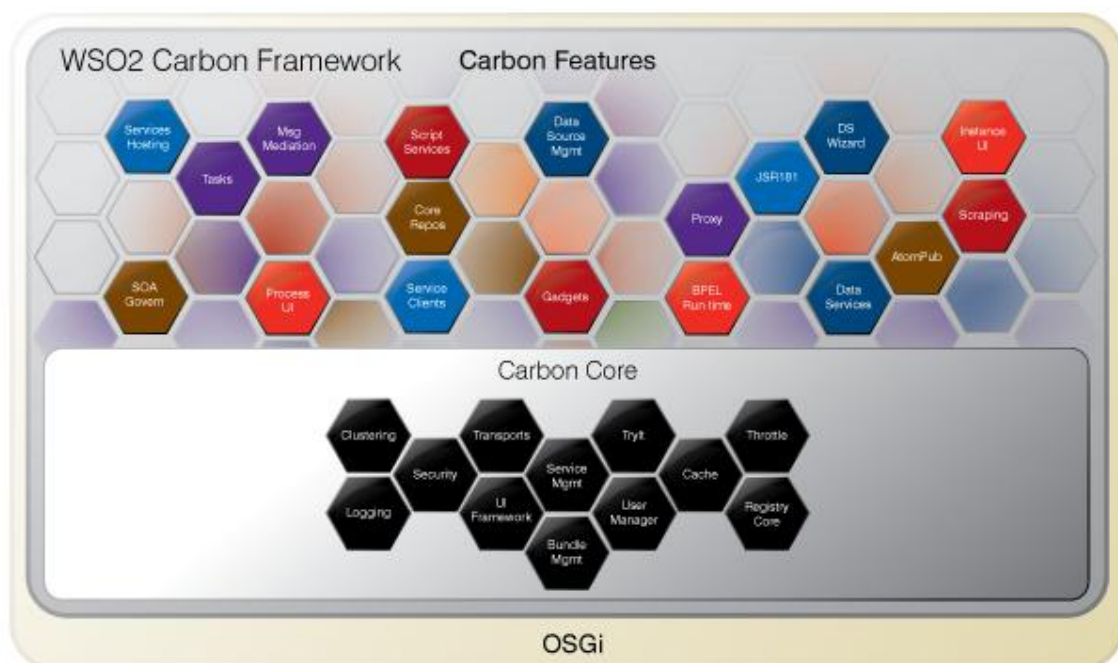 WSO2 Carbon Framework
Carbon Features
Services
Hosting
Msg
Mediation
Script
Services
Data
Source
Mgmt
DS
Wizard
Instance
UI
Tasks
JSR181
Core
Repos
Proxy
Scraping
SOA
Govern
Process
UI
Service
Clients
Gadgets
BPEL
Run time
Data
Services
AtomPub
Carbon Core
Clustering
Transports
TryIt
Throttle
Security
Service
Mgmt
Cache
Logging
UI
Framework
User
Manager
Registry
Core
Bundle
Mgmt
OSGi